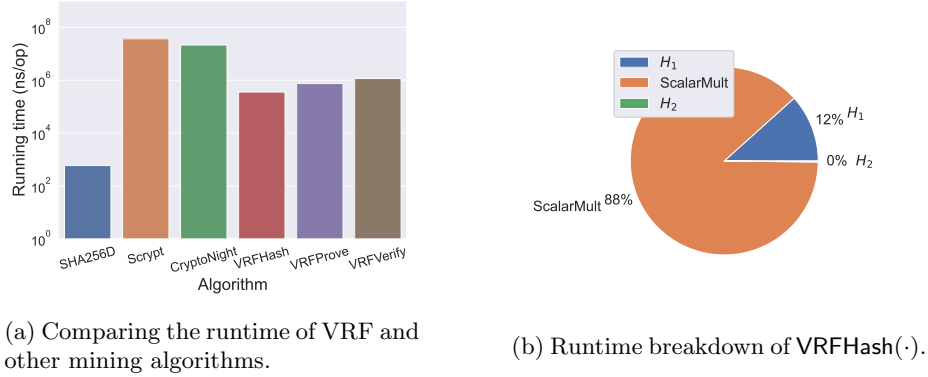 10^8
10^6
10^4
10^2
10^0
Running time (ns/op)
SHA256D
Scrypt
CryptoNight
VRFHash
VRFProve
VRFVerify
Algorithm
(a) Comparing the runtime of VRF and
other mining algorithms.
H_1
ScalarMult
H_2
12% H_1
0% H_2
ScalarMult 88%
(b) Runtime breakdown of VRFHash(·).